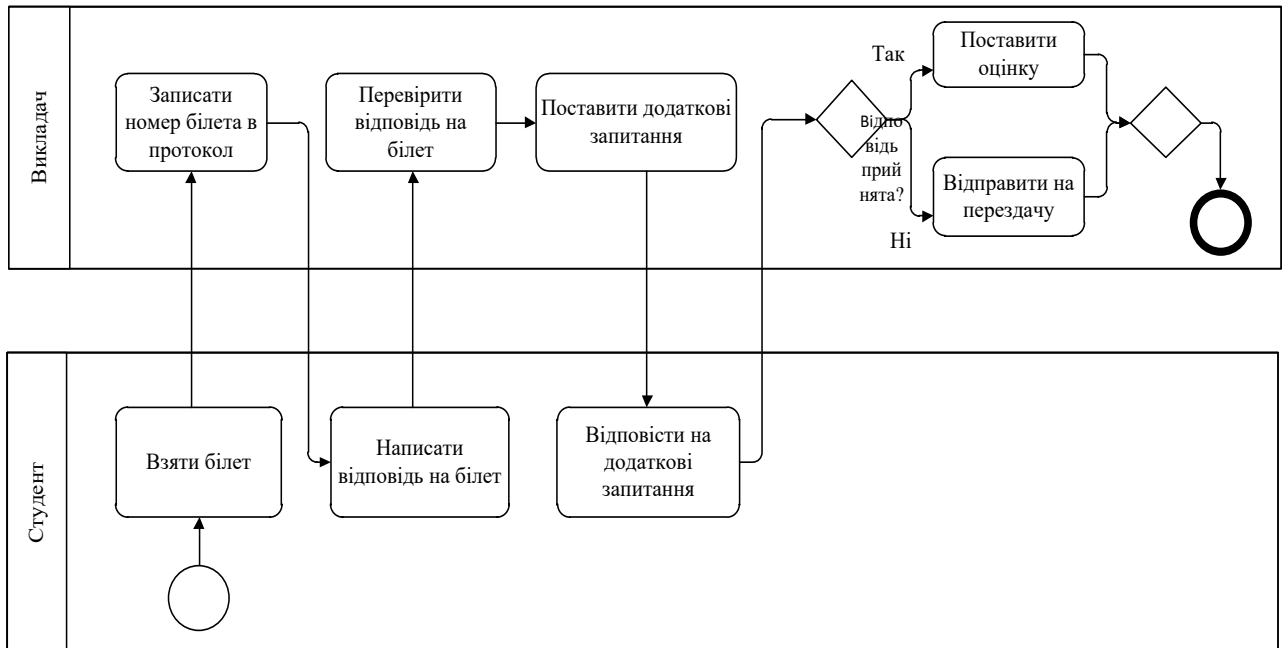 Викладач
Записати
номер білета в
протокол
Перевірити
відповідь на
білет
Поставити додаткові
запитання
Так
Відпо
відь
прий
нята?
Ні
Поставити
оцінку
Відправити на
перездачу
Студент
Взяти білет
Написати
відповідь на білет
Відповісти на
додаткові
запитання